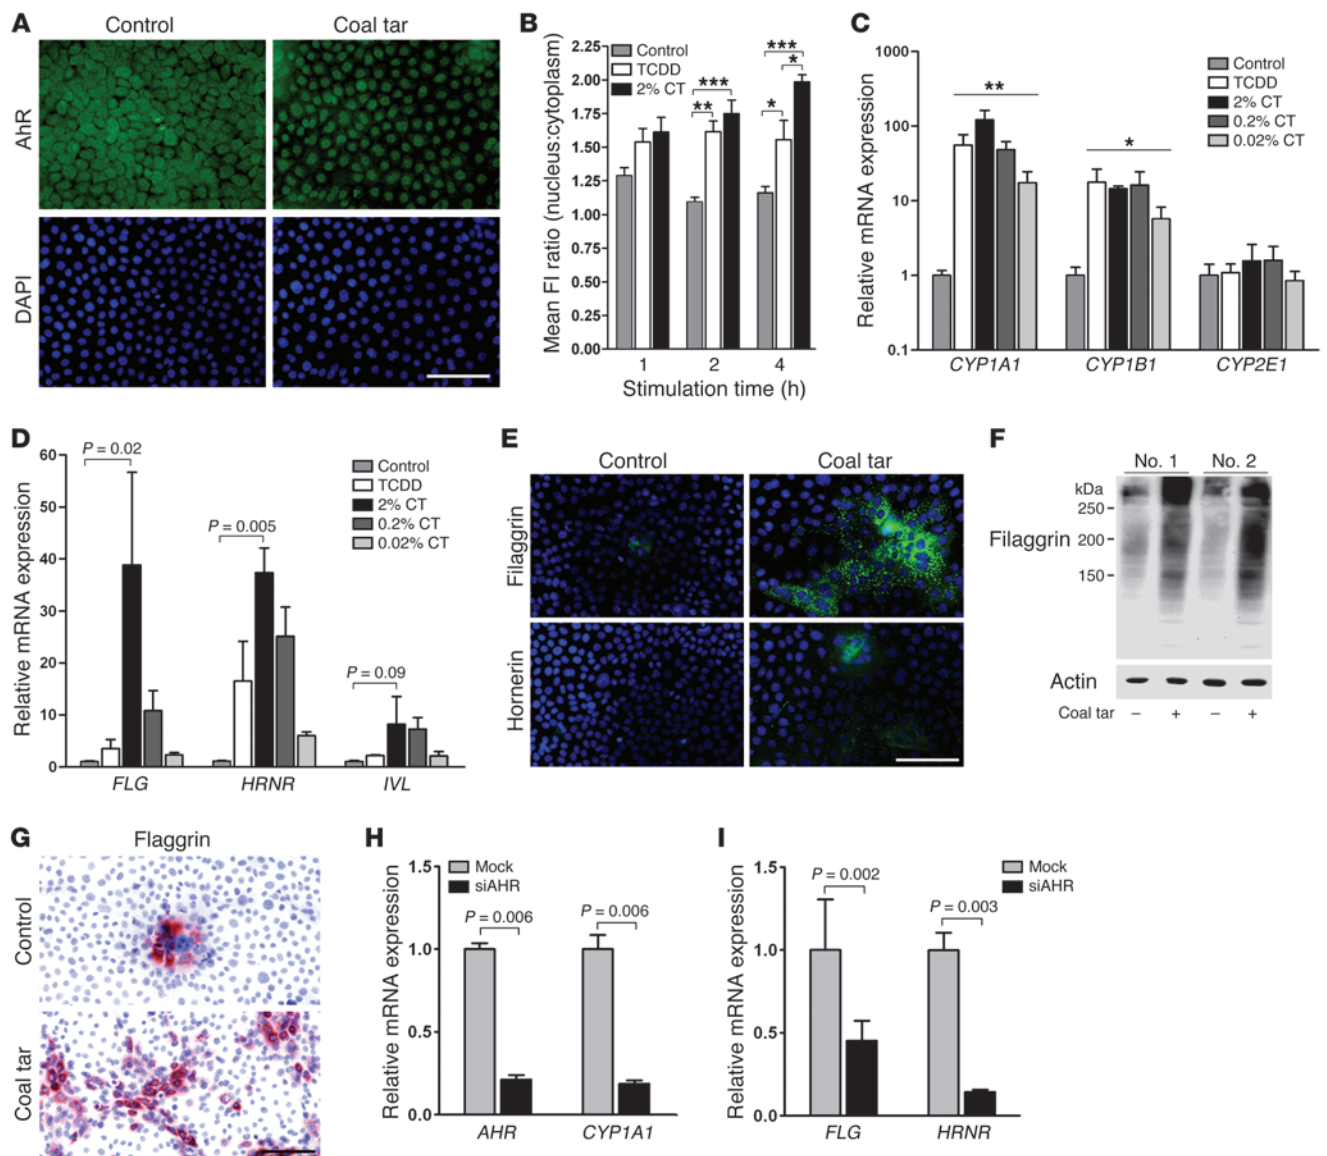 A
Control
Coal tar
AhR
DAPI
B
Mean FI ratio (nucleus:cytoplasm)
2.25
2.00
1.75
1.50
1.25
1.00
0.75
0.50
0.25
0.00
Control
TCDD
2% CT
**
***
*
*
***
1
2
4
Stimulation time (h)
C
Relative mRNA expression
1000
100
10
1
0.1
**
*
Control
TCDD
2% CT
0.2% CT
0.02% CT
CYP1A1
CYP1B1
CYP2E1
D
Relative mRNA expression
60
50
40
30
20
10
0
P = 0.02
P = 0.005
P = 0.09
Control
TCDD
2% CT
0.2% CT
0.02% CT
FLG
HRNR
IVL
E
Control
Coal tar
Filaggrin
Hornerin
F
No. 1
No. 2
kDa
250
Filaggrin
200
150
Actin
Coal tar
– + – +
G
Flaggrin
Control
Coal tar
H
Relative mRNA expression
1.5
1.0
0.5
0.0
Mock
siAHR
P = 0.006
P = 0.006
AHR
CYP1A1
I
Relative mRNA expression
1.5
1.0
0.5
0.0
Mock
siAHR
P = 0.002
P = 0.003
FLG
HRNR